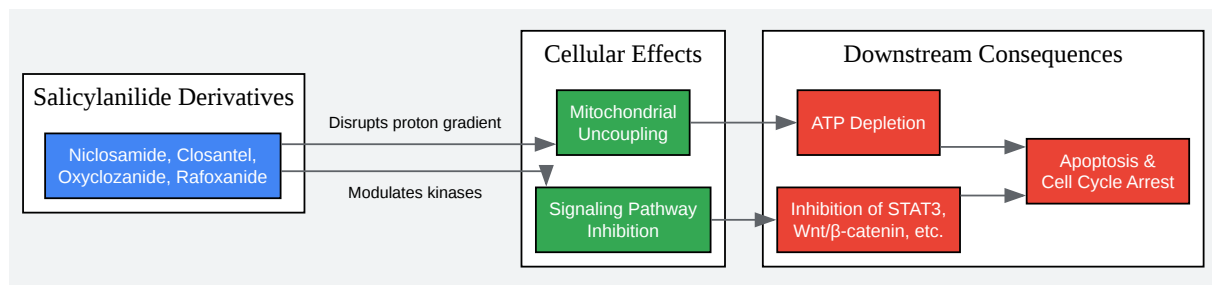 Salicylanilide Derivatives
Niclosamide, Closantel,
Oxyclozanide, Rafoxanide
Disrupts proton gradient
Modulates kinases
Cellular Effects
Mitochondrial
Uncoupling
Signaling Pathway
Inhibition
Downstream Consequences
ATP Depletion
Inhibition of STAT3,
Wnt/β-catenin, etc.
Apoptosis &
Cell Cycle Arrest